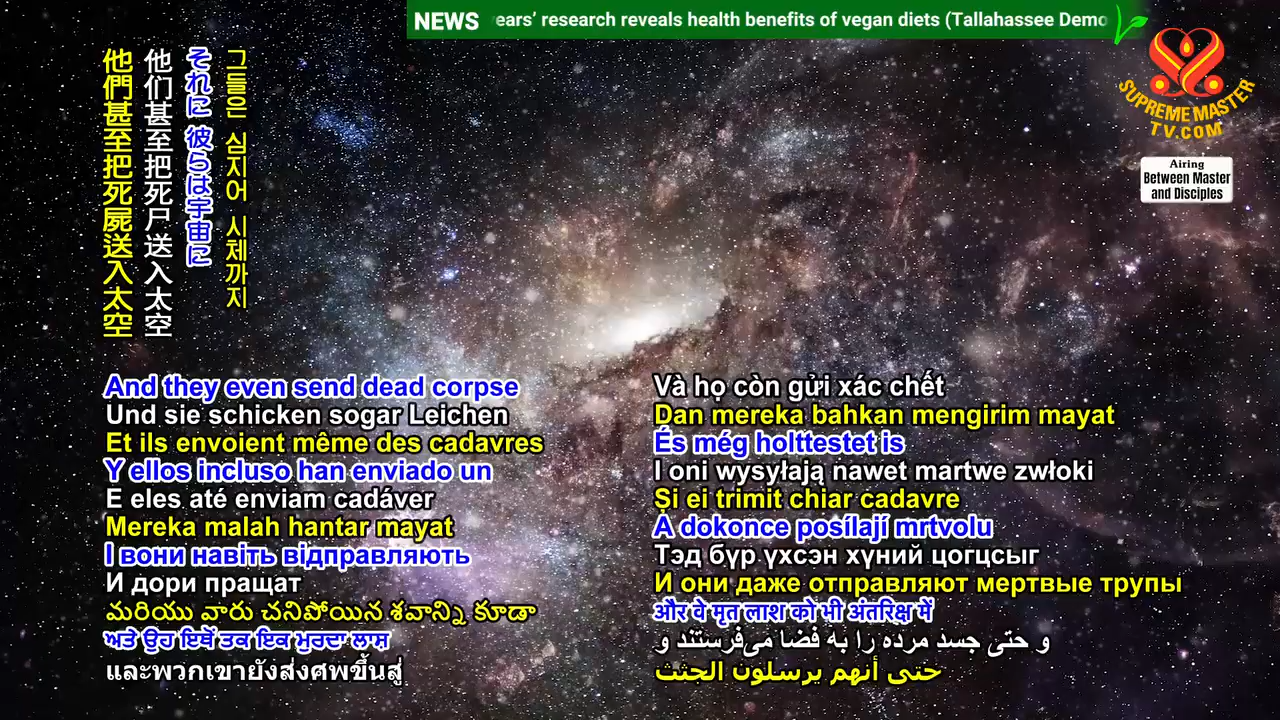 NEWS ears’ research reveals health benefits of vegan diets (Tallahassee Demo
SUPREME MASTER
TV.COM
Airing
Between Master
and Disciples
그들은 심지어 시체까지
それに 彼らは宇宙に
他们甚至把死尸送入太空
他們甚至把死屍送入太空
And they even send dead corpse
Und sie schicken sogar Leichen
Et ils envoient même des cadavres
Y ellos incluso han enviado un
E eles até enviam cadáver
Mereka malah hantar mayat
І вони навіть відправляють
И дори пращат
మరియు వారు చనిపోయిన శవాన్ని కూడా
ਅਤੇ ਉਹ ਇਥੋਂ ਤਕ ਇਕ ਮੁਰਦਾ ਲਾਸ਼
และพวกเขายังส่งศพขึ้นสู่
Và họ còn gửi xác chết
Dan mereka bahkan mengirim mayat
És még holttestet is
I oni wysyłają nawet martwe zwłoki
Și ei trimit chiar cadavre
A dokonce posílají mrtvolu
Тэд бүр үхсэн хүний цогцсыг
И они даже отправляют мертвые трупы
और वे मृत लाश को भी अंतरिक्ष में
و حتی جسد مرده را به فضا می‌فرستند و
حتى أنهم يرسلون الجثث